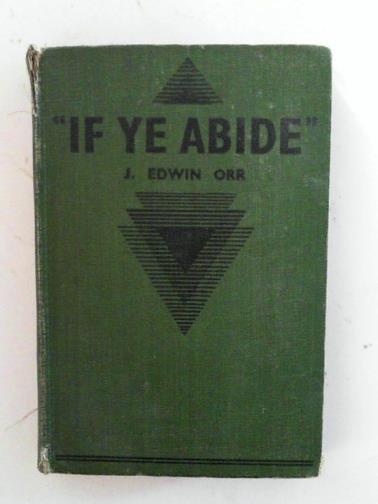 "IF YE ABIDE"
J. EDWIN ORR